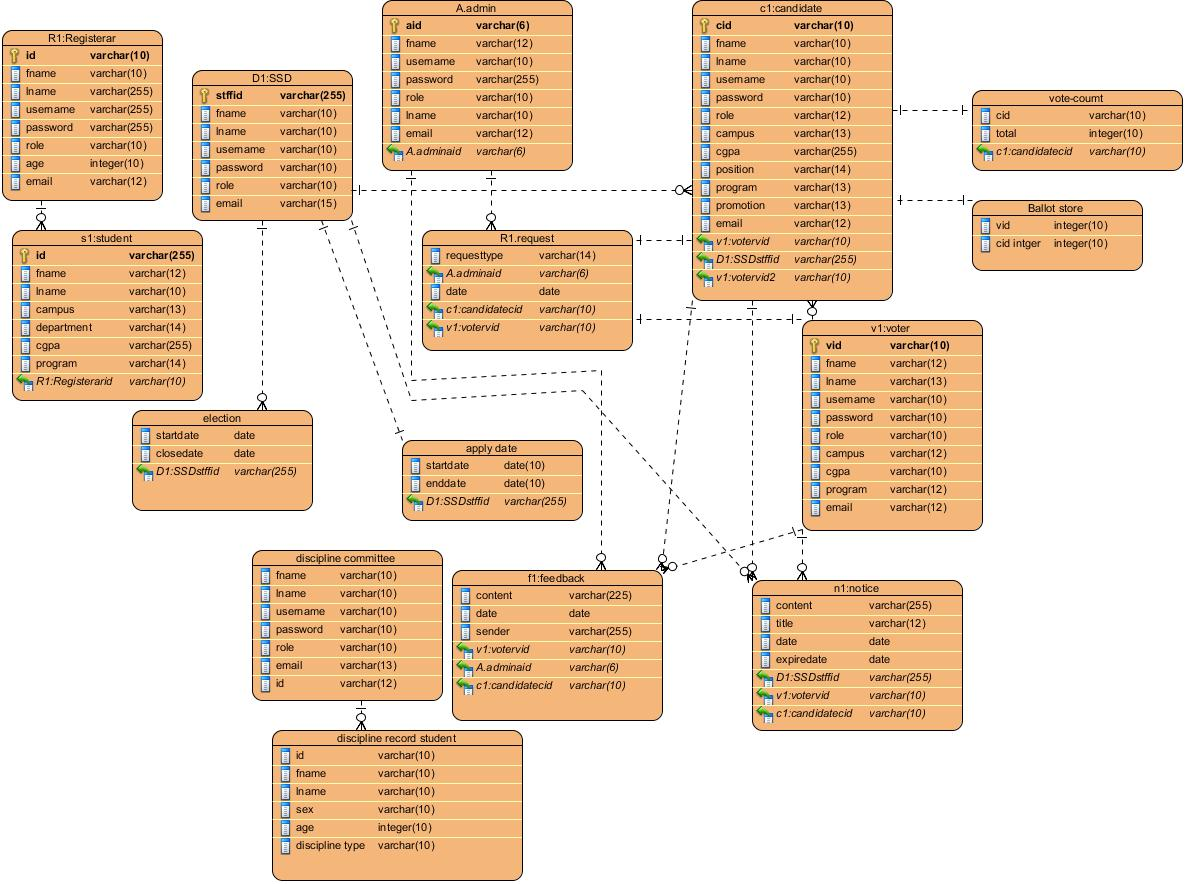 R1:Registerar
id varchar(10)
fname varchar(10)
lname varchar(255)
username varchar(255)
password varchar(255)
role varchar(10)
age integer(10)
email varchar(12)
D1:SSD
stffid varchar(255)
fname varchar(10)
lname varchar(10)
username varchar(10)
password varchar(10)
role varchar(10)
email varchar(15)
A.admin
aid varchar(6)
fname varchar(12)
username varchar(10)
password varchar(255)
role varchar(10)
lname varchar(10)
email varchar(12)
A.adminaid varchar(6)
c1:candidate
cid varchar(10)
fname varchar(10)
lname varchar(10)
username varchar(10)
password varchar(10)
role varchar(12)
campus varchar(13)
cgpa varchar(255)
position varchar(14)
program varchar(13)
promotion varchar(13)
email varchar(12)
v1:votervid varchar(10)
D1:SSDstffid varchar(255)
v1:votervid2 varchar(10)
vote-coumt
cid varchar(10)
total integer(10)
c1:candidatecid varchar(10)
Ballot store
vid integer(10)
cid intger integer(10)
s1:student
id varchar(255)
fname varchar(12)
lname varchar(10)
campus varchar(13)
department varchar(14)
cgpa varchar(255)
program varchar(14)
R1:Registerarid varchar(10)
R1.request
requesttype varchar(14)
A.adminaid varchar(6)
date date
c1:candidatecid varchar(10)
v1:votervid varchar(10)
v1:voter
vid varchar(10)
fname varchar(12)
lname varchar(13)
username varchar(10)
password varchar(10)
role varchar(10)
campus varchar(12)
cgpa varchar(10)
program varchar(12)
email varchar(12)
election
startdate date
closedate date
D1:SSDstffid varchar(255)
apply date
startdate date(10)
enddate date(10)
D1:SSDstffid varchar(255)
discipline committee
fname varchar(10)
lname varchar(10)
username varchar(10)
password varchar(10)
role varchar(10)
email varchar(13)
id varchar(12)
f1:feedback
content varchar(225)
date date
sender varchar(255)
v1:votervid varchar(10)
A.adminaid varchar(6)
c1:candidatecid varchar(10)
n1:notice
content varchar(255)
title varchar(12)
date date
expiredate date
D1:SSDstffid varchar(255)
v1:votervid varchar(10)
c1:candidatecid varchar(10)
discipline record student
id varchar(10)
fname varchar(10)
lname varchar(10)
sex varchar(10)
age integer(10)
discipline type varchar(10)